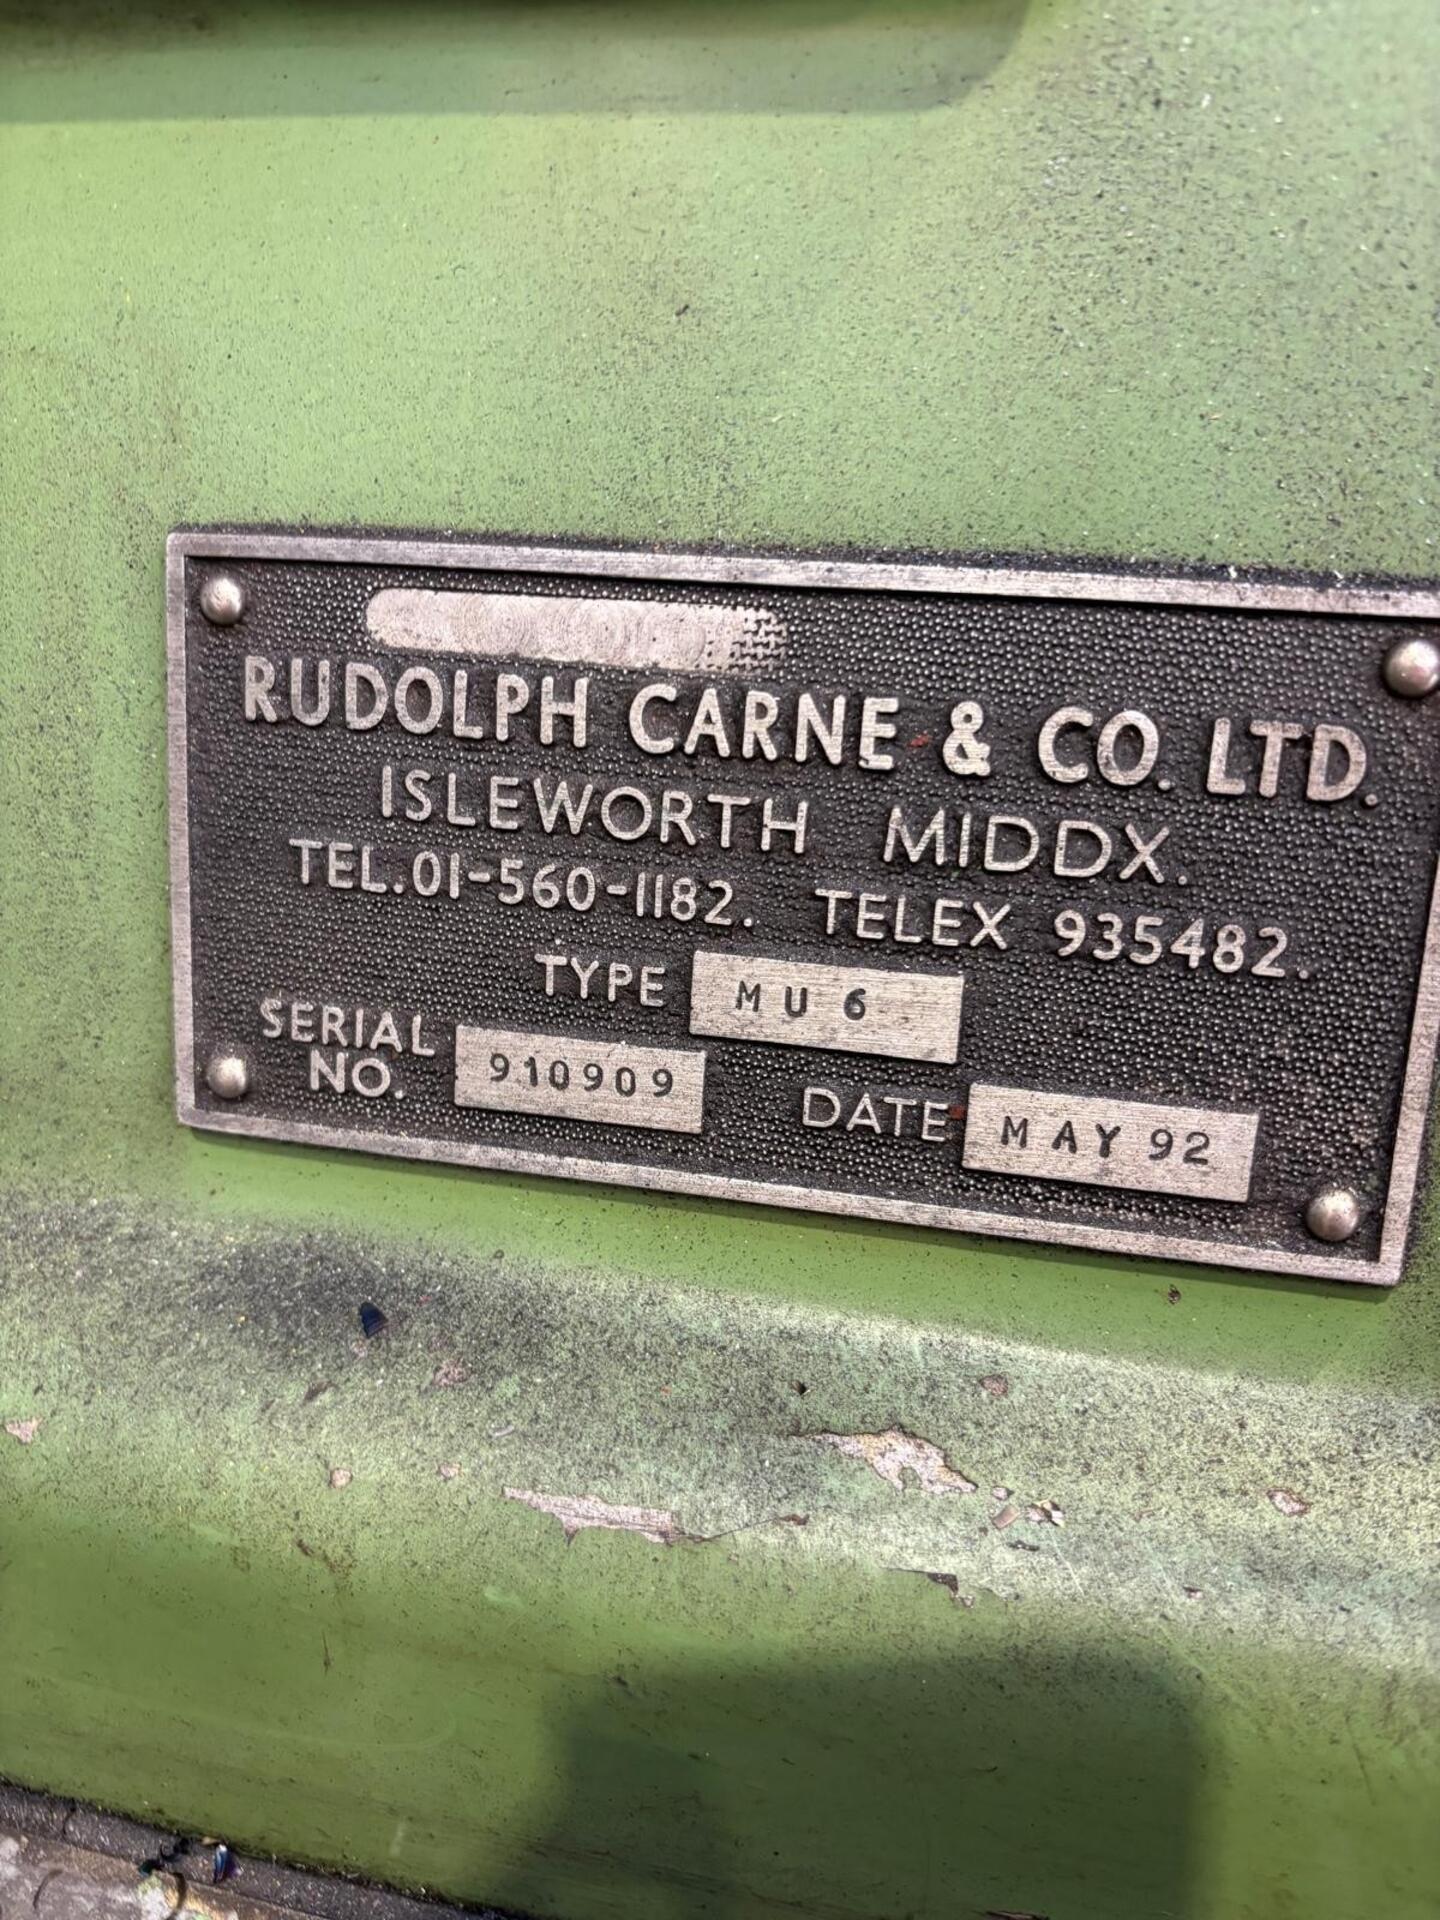 RUDOLPH CARNE & CO. LTD.
ISLEWORTH MIDDX.
TEL. 01-560-1182. TELEX 935482.
TYPE MU 6
SERIAL NO. 910909
DATE MAY 92